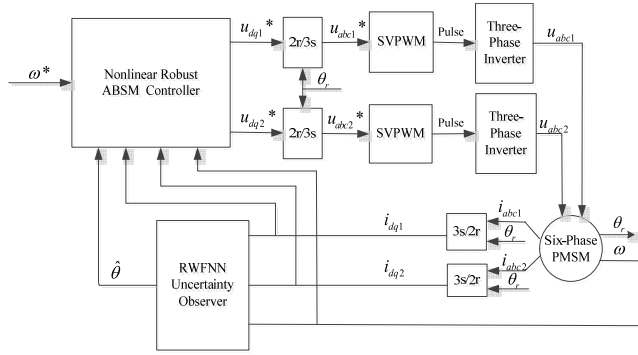 ω*
Nonlinear Robust
ABSM Controller
u_dq1*
2r/3s
u_abc1*
SVPWM
Pulse
Three-
Phase
Inverter
u_abc1
θ_r
u_dq2*
2r/3s
u_abc2*
SVPWM
Pulse
Three-
Phase
Inverter
u_abc2
θ̂
RWFNN
Uncertainty
Observer
i_dq1
3s/2r
i_abc1
θ_r
i_dq2
3s/2r
i_abc2
θ_r
Six-Phase
PMSM
θ_r
ω